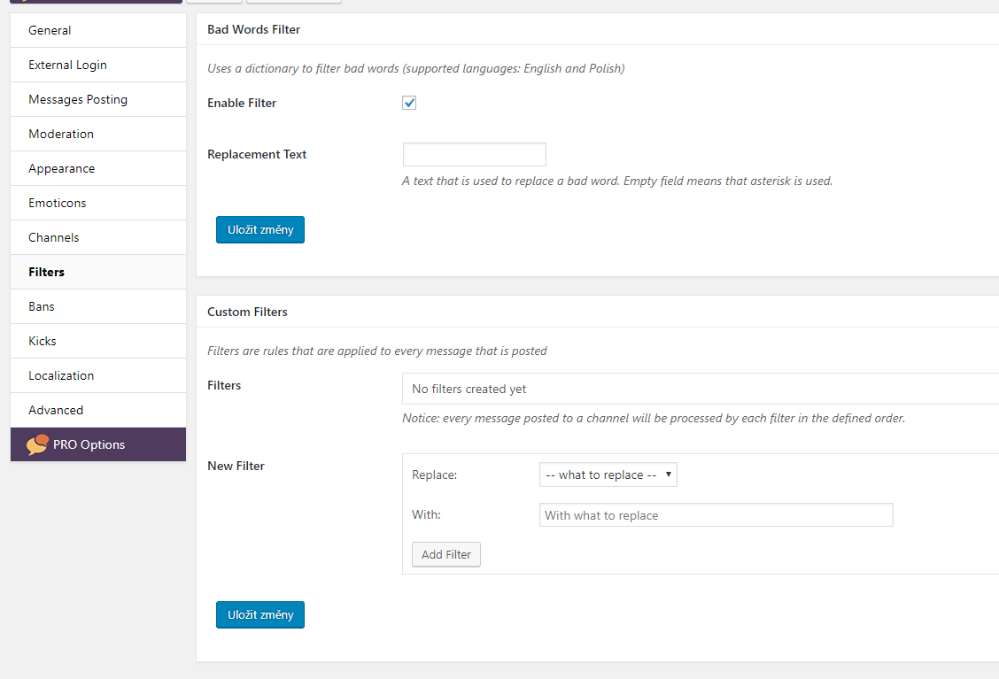 General
External Login
Messages Posting
Moderation
Appearance
Emoticons
Channels
Filters
Bans
Kicks
Localization
Advanced
PRO Options
Bad Words Filter
Uses a dictionary to filter bad words (supported languages: English and Polish)
Enable Filter
Replacement Text
A text that is used to replace a bad word. Empty field means that asterisk is used.
Uložit změny
Custom Filters
Filters are rules that are applied to every message that is posted
Filters
No filters created yet
Notice: every message posted to a channel will be processed by each filter in the defined order.
New Filter
Replace:
-- what to replace --
With:
With what to replace
Add Filter
Uložit změny